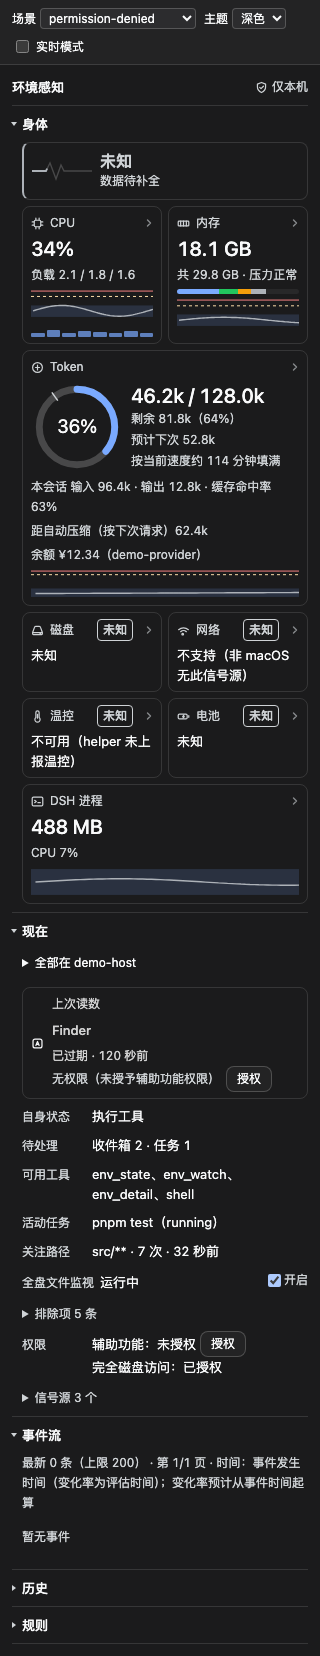 场景 permission-denied 主题 深色
实时模式
环境感知 仅本机
身体
未知
数据待补全
CPU
34%
负载 2.1 / 1.8 / 1.6
内存
18.1 GB
共 29.8 GB · 压力正常
Token
36%
46.2k / 128.0k
剩余 81.8k（64%）
预计下次 52.8k
按当前速度约 114 分钟填满
本会话 输入 96.4k · 输出 12.8k · 缓存命中率
63%
距自动压缩（按下次请求）62.4k
余额 ¥12.34（demo-provider）
磁盘 未知
未知
网络 未知
不支持（非 macOS
无此信号源）
温控 未知
不可用（helper 未上
报温控）
电池 未知
未知
DSH 进程
488 MB
CPU 7%
现在
全部在 demo-host
上次读数
A
Finder
已过期 · 120 秒前
无权限（未授予辅助功能权限） 授权
自身状态 执行工具
待处理 收件箱 2 · 任务 1
可用工具 env_state、env_watch、
env_detail、shell
活动任务 pnpm test（running）
关注路径 src/** · 7 次 · 32 秒前
全盘文件监视 运行中 开启
排除项 5 条
权限 辅助功能：未授权 授权
完全磁盘访问：已授权
信号源 3 个
事件流
最新 0 条（上限 200） · 第 1/1 页 · 时间：事件发生
时间（变化率为评估时间）；变化率预计从事件时间起
算
暂无事件
历史
规则